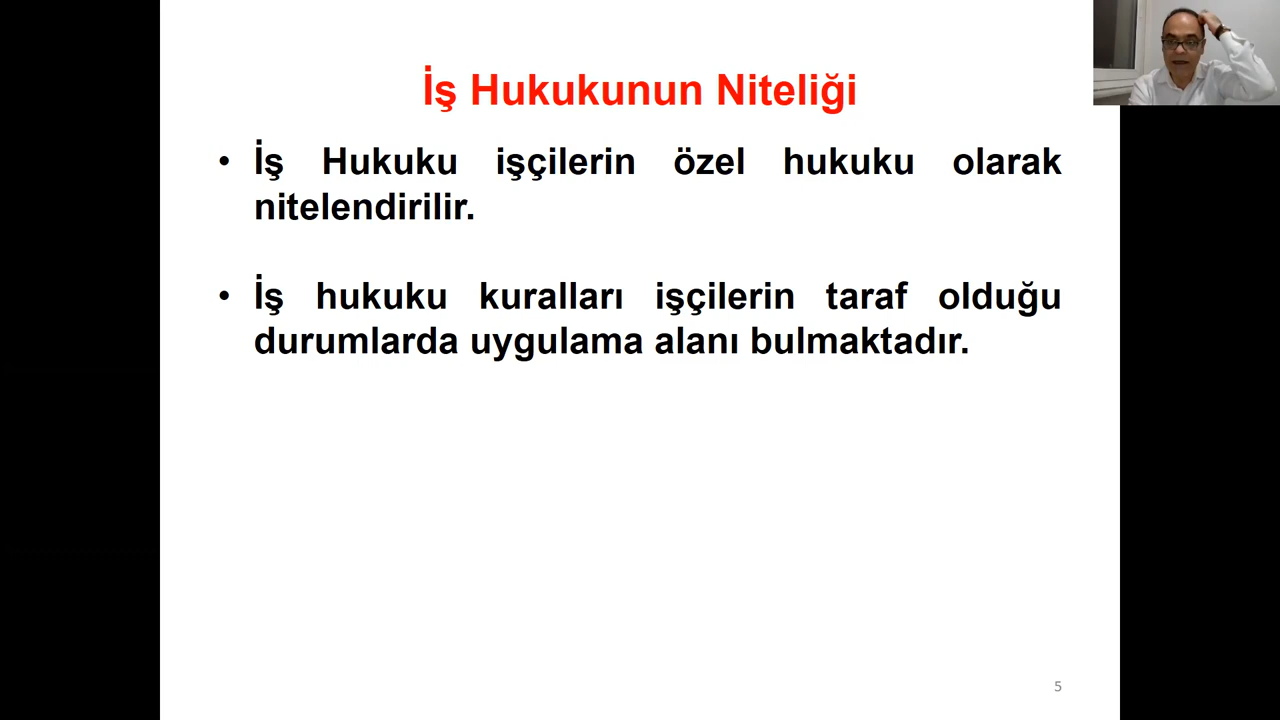 İş Hukukunun Niteliği
• İş Hukuku işçilerin özel hukuku olarak
nitelendirilir.
• İş hukuku kuralları işçilerin taraf olduğu
durumlarda uygulama alanı bulmaktadır.
5